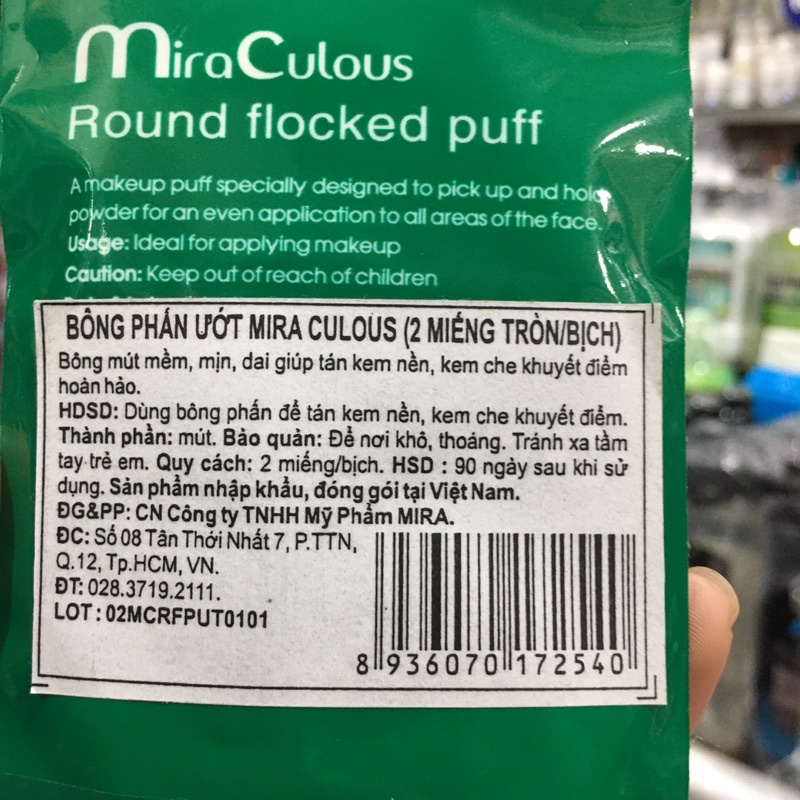 miraCulous
Round flocked puff
A makeup puff specially designed to pick up and hold
powder for an even application to all areas of the face.
Usage: Ideal for applying makeup
Caution: Keep out of reach of children
BÔNG PHẤN ƯỚT MIRA CULOUS (2 MIẾNG TRÒN/BỊCH)
Bông mút mềm, mịn, dai giúp tán kem nền, kem che khuyết điểm
hoàn hảo.
HDSD: Dùng bông phấn để tán kem nền, kem che khuyết điểm.
Thành phần: mút. Bảo quản: Để nơi khô, thoáng. Tránh xa tầm
tay trẻ em. Quy cách: 2 miếng/bịch. HSD : 90 ngày sau khi sử
dụng. Sản phẩm nhập khẩu, đóng gói tại Việt Nam.
ĐG&PP: CN Công ty TNHH Mỹ Phẩm MIRA.
ĐC: Số 08 Tân Thới Nhất 7, P.TTN,
Q.12, Tp.HCM, VN.
ĐT: 028.3719.2111.
LOT : 02MCRFPUT0101
8 936070 172540